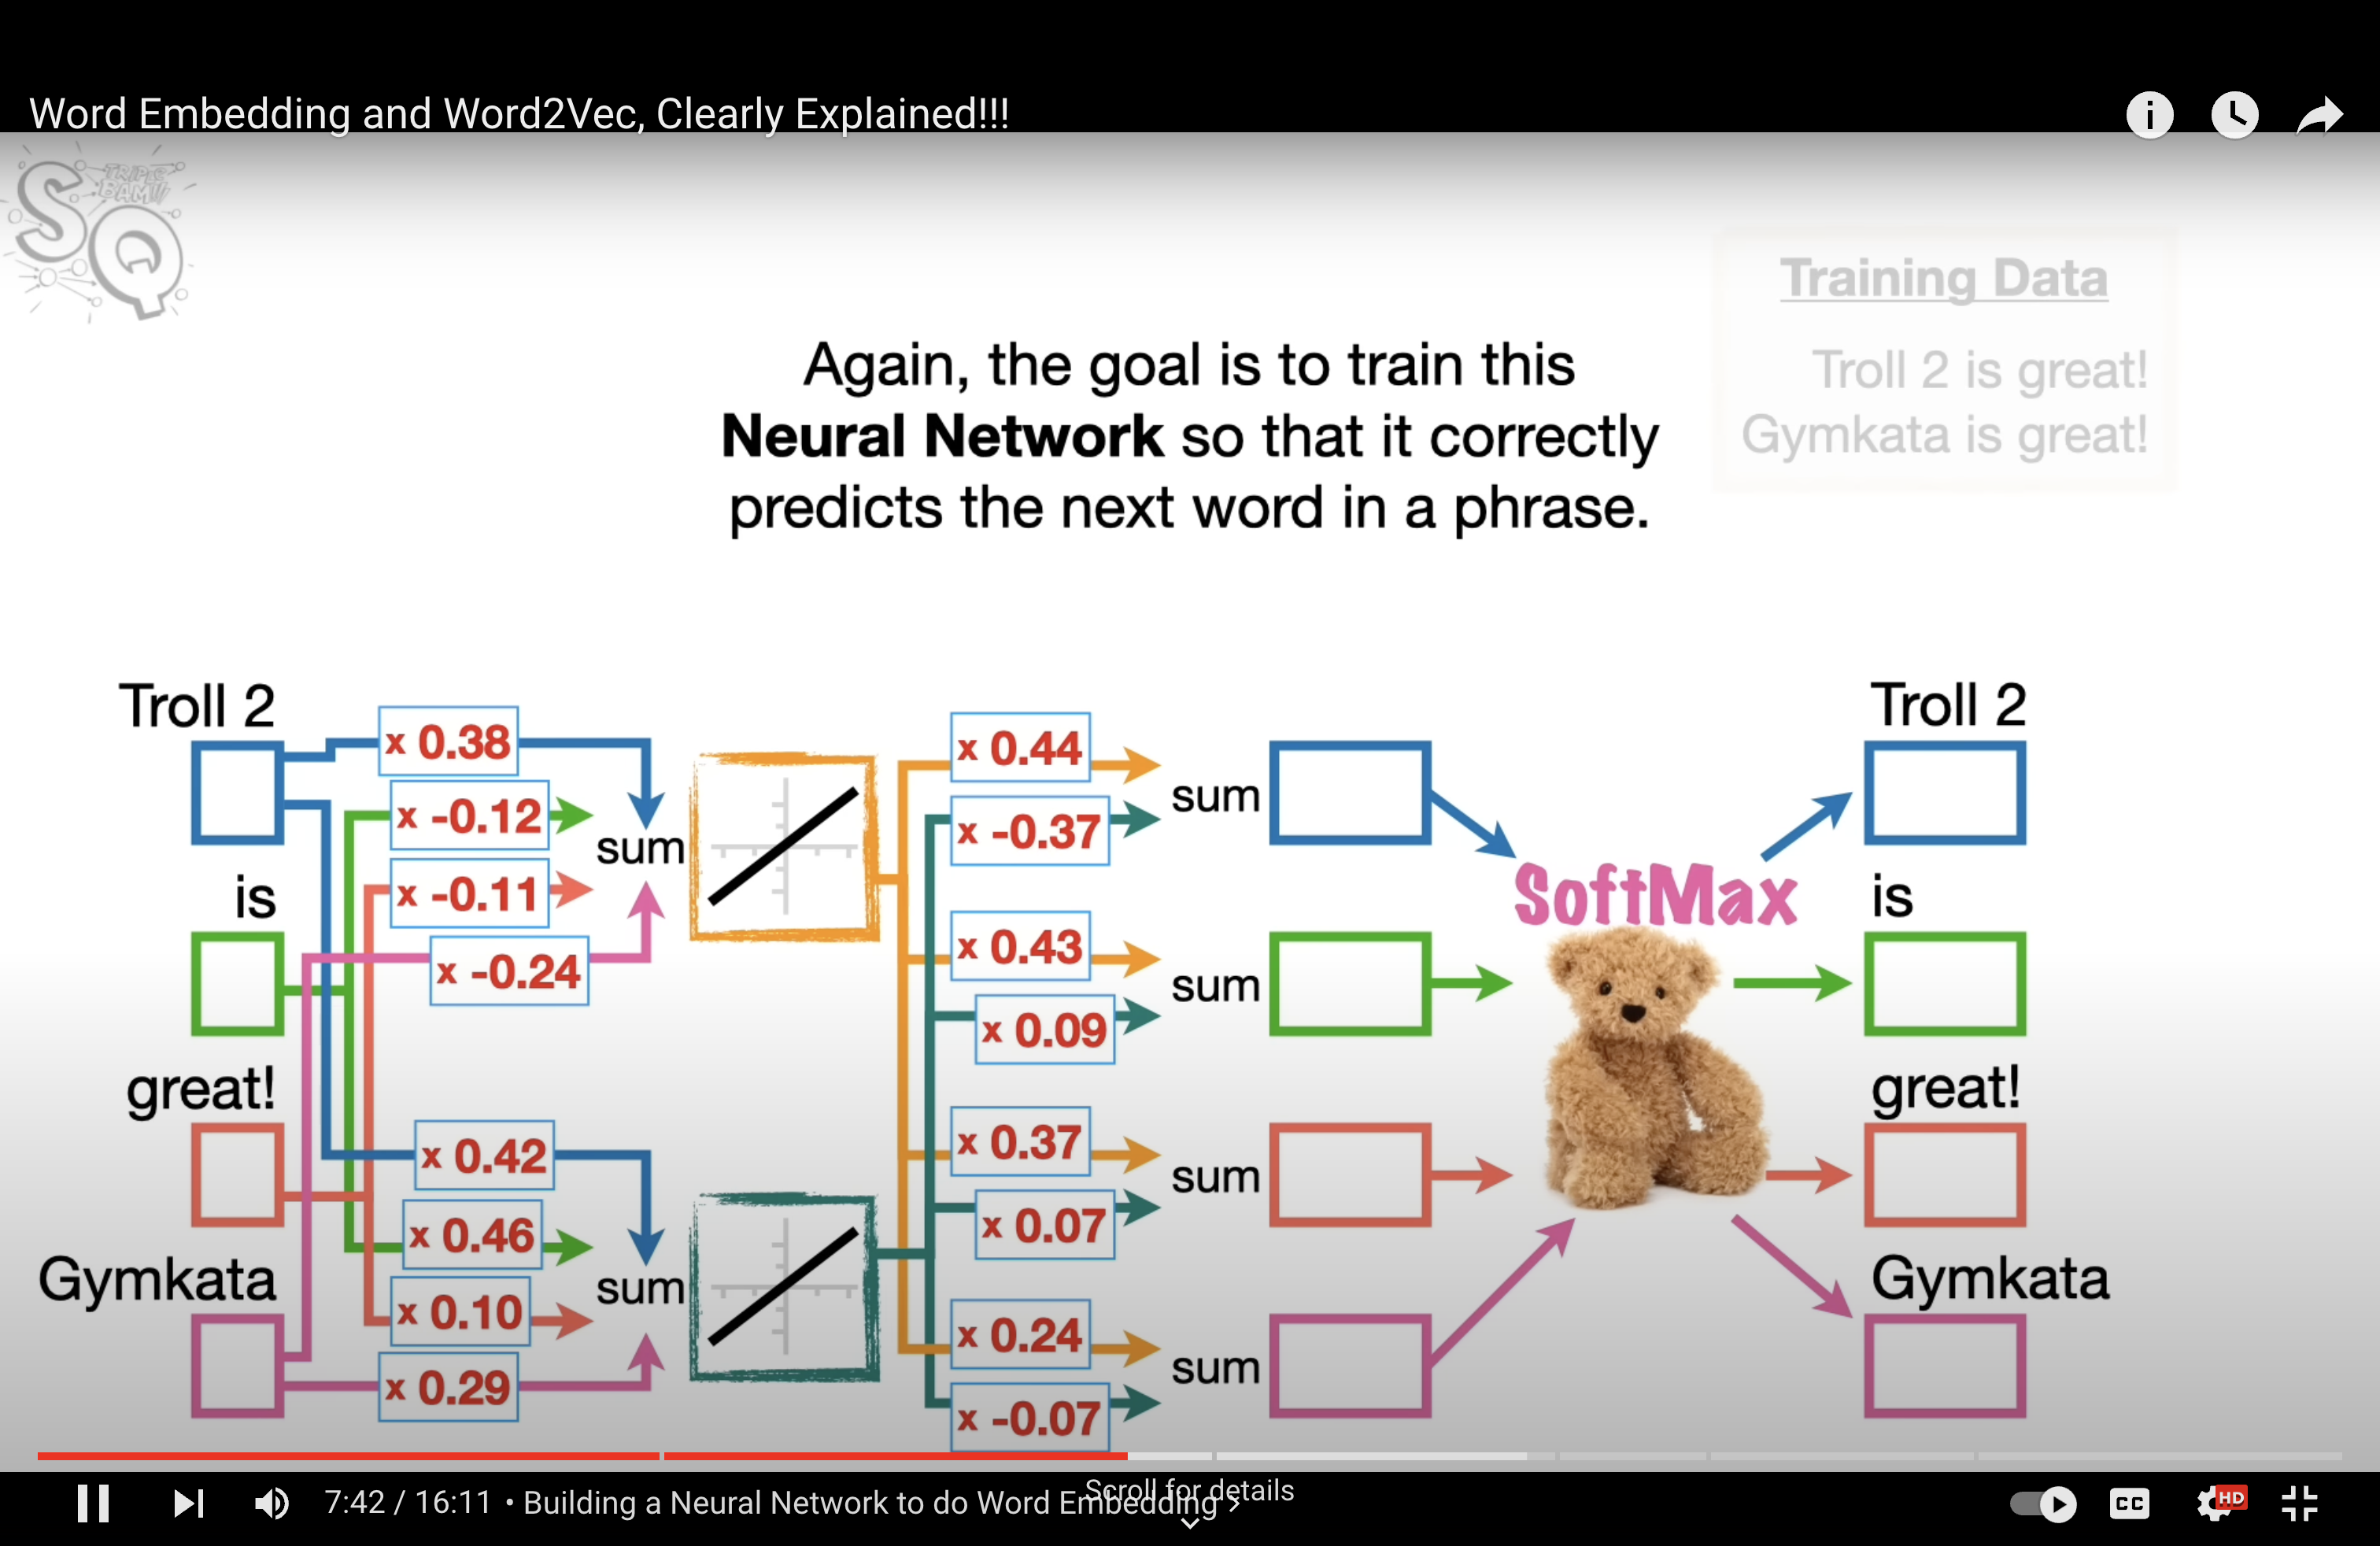 Word Embedding and Word2Vec, Clearly Explained!!!
SQ
TRIPLE
BAM!!!
Training Data
Troll 2 is great!
Gymkata is great!
Again, the goal is to train this
Neural Network so that it correctly
predicts the next word in a phrase.
Troll 2
x 0.38
x -0.12
x -0.11
x -0.24
sum
is
great!
Gymkata
x 0.42
x 0.46
x 0.10
x 0.29
sum
x 0.44
x -0.37
sum
x 0.43
x 0.09
sum
x 0.37
x 0.07
sum
x 0.24
x -0.07
sum
SoftMax
Troll 2
is
great!
Gymkata
7:42 / 16:11 • Building a Neural Network to do Word Embedding ›
Scroll for details
CC
HD